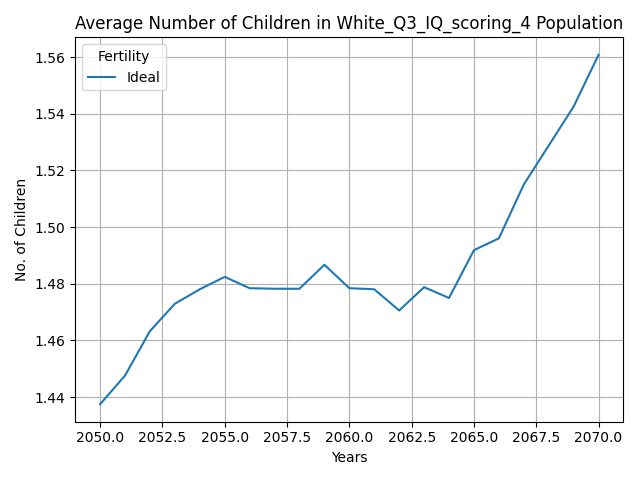 Average Number of Children in White_Q3_IQ_scoring_4 Population
Fertility
Ideal
1.56
1.54
1.52
1.50
1.48
1.46
1.44
No. of Children
2050.0 2052.5 2055.0 2057.5 2060.0 2062.5 2065.0 2067.5 2070.0
Years